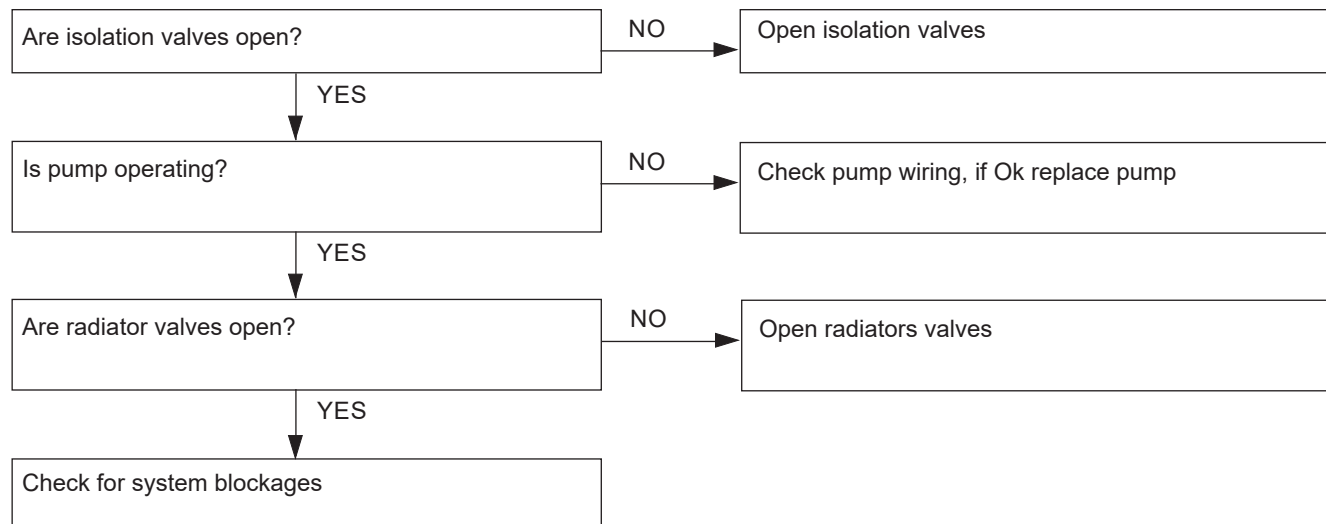 Are isolation valves open?
NO
Open isolation valves
YES
Is pump operating?
NO
Check pump wiring, if Ok replace pump
YES
Are radiator valves open?
NO
Open radiators valves
YES
Check for system blockages